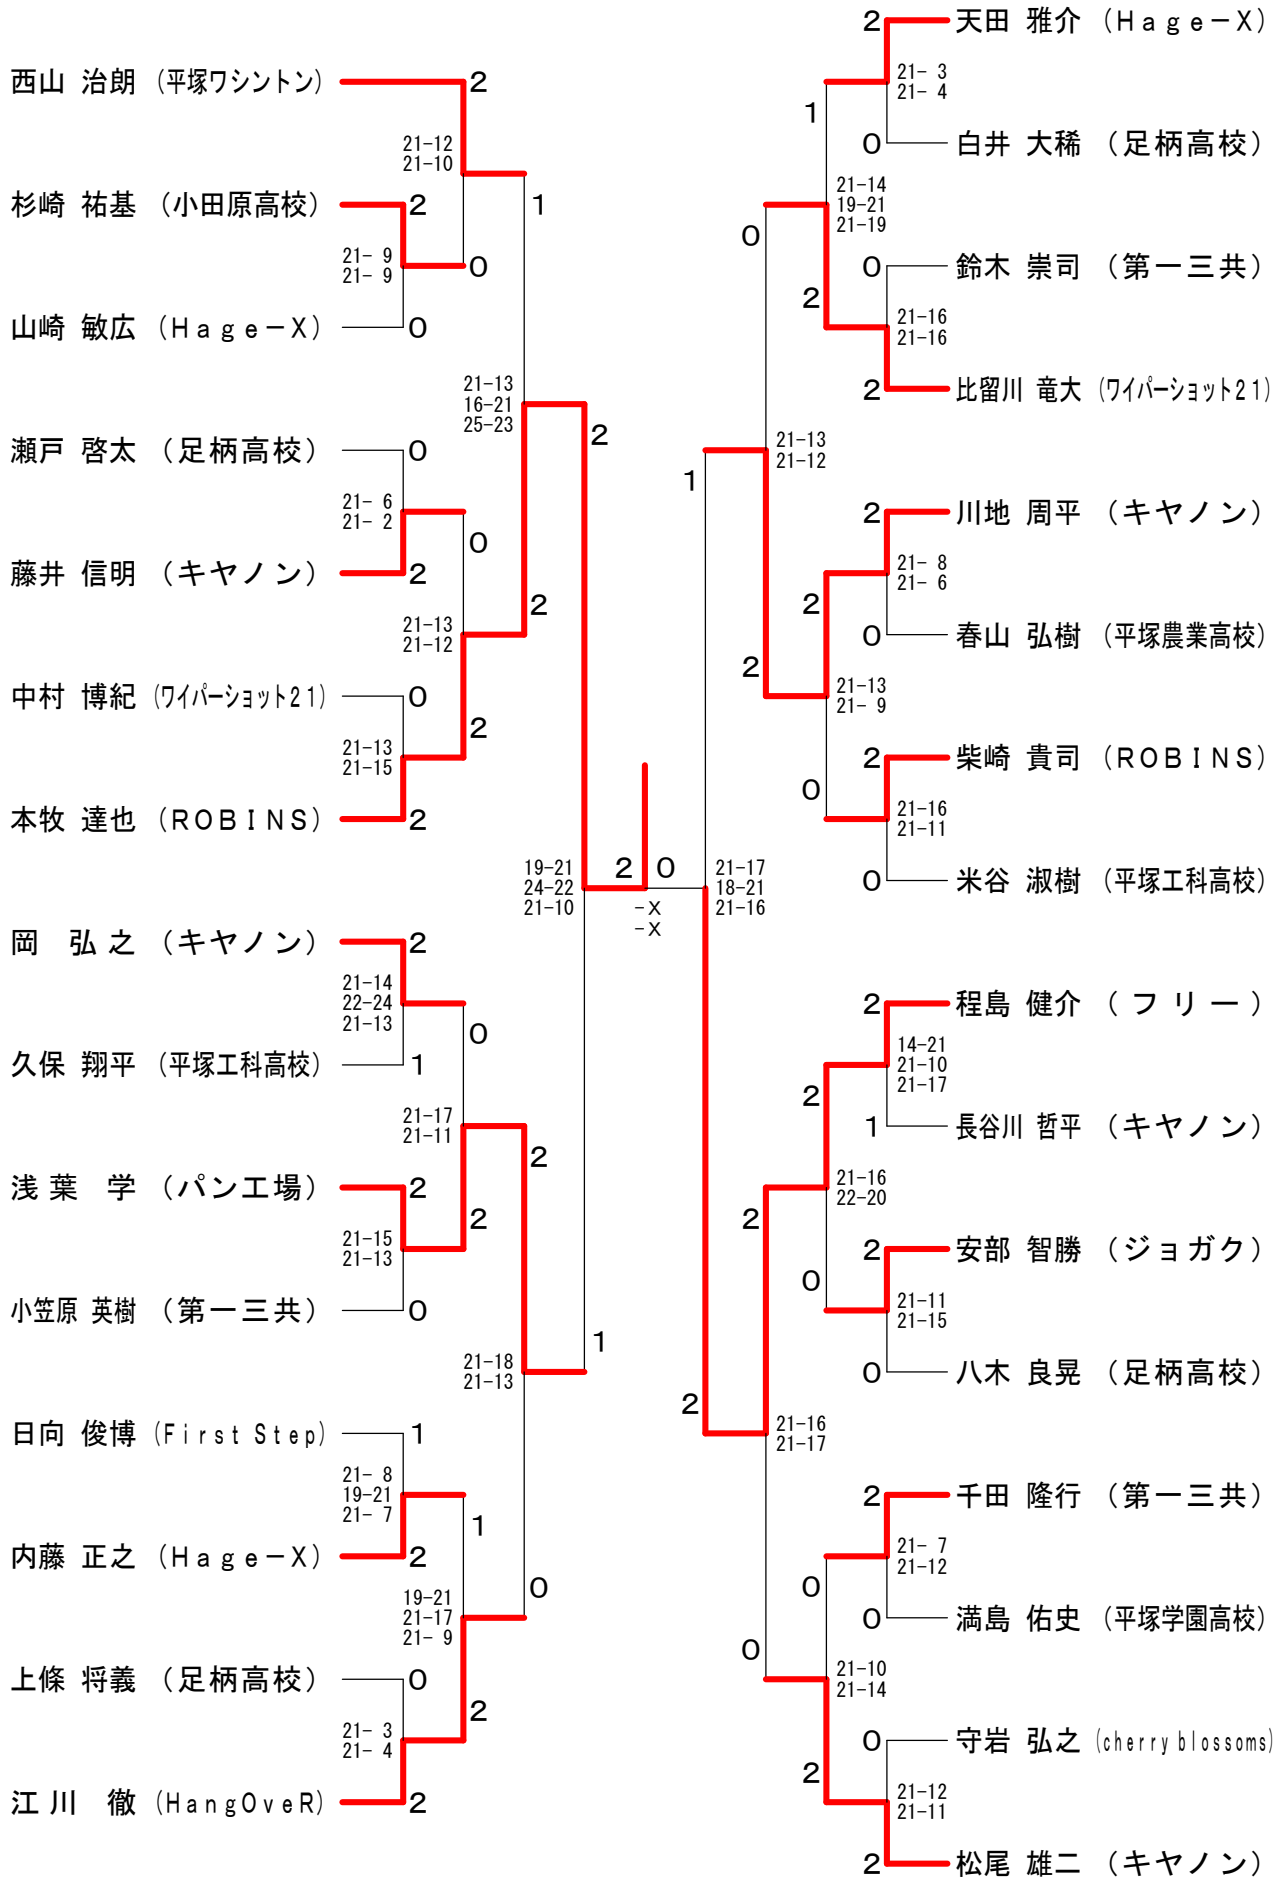 西山 治朗 (平塚ワシントン) 2
21-12
21-10
杉崎 祐基 (小田原高校) 2
1
21- 9
21- 9
0
山崎 敏広 (Hage-X) 0
21-13
16-21
25-23
2
瀬戸 啓太 (足柄高校) 0
21- 6
21- 2
0
藤井 信明 (キヤノン) 2
2
21-13
21-12
中村 博紀 (ワイパーショット21) 0
2
21-13
21-15
本牧 達也 (ROBINS) 2
19-21
24-22
21-10
2 0
-X
-X
岡 弘之 (キヤノン) 2
21-14
22-24
21-13
0
久保 翔平 (平塚工科高校) 1
21-17
21-11
2
浅葉 学 (パン工場) 2
2
21-15
21-13
小笠原 英樹 (第一三共) 0
1
21-18
21-13
日向 俊博 (First Step) 1
21- 8
19-21
21- 7
1
内藤 正之 (Hage-X) 2
0
19-21
21-17
21- 9
上條 将義 (足柄高校) 0
2
21- 3
21- 4
江川 徹 (HangOveR) 2
2 天田 雅介 (Hage-X)
21- 3
21- 4
1
0 白井 大稀 (足柄高校)
21-14
19-21
21-19
0
0 鈴木 崇司 (第一三共)
2
21-16
21-16
2 比留川 竜大 (ワイパーショット21)
21-13
21-12
1
2 川地 周平 (キヤノン)
21- 8
21- 6
2
0 春山 弘樹 (平塚農業高校)
2
21-13
21- 9
2 柴崎 貴司 (ROBINS)
0
21-16
21-11
0 米谷 淑樹 (平塚工科高校)
21-17
18-21
21-16
2 程島 健介 (フリー)
14-21
21-10
21-17
2
1 長谷川 哲平 (キヤノン)
21-16
22-20
2
2 安部 智勝 (ジョガク)
0
21-11
21-15
0 八木 良晃 (足柄高校)
2
21-16
21-17
2 千田 隆行 (第一三共)
21- 7
21-12
0
0 満島 佑史 (平塚学園高校)
0
21-10
21-14
0 守岩 弘之 (cherry blossoms)
2
21-12
21-11
2 松尾 雄二 (キヤノン)